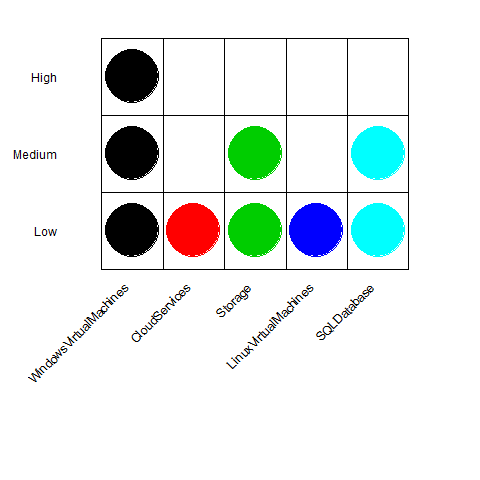 High
Medium
Low
WindowsVirtualMachines
CloudServices
Storage
LinuxVirtualMachines
SQLDatabase